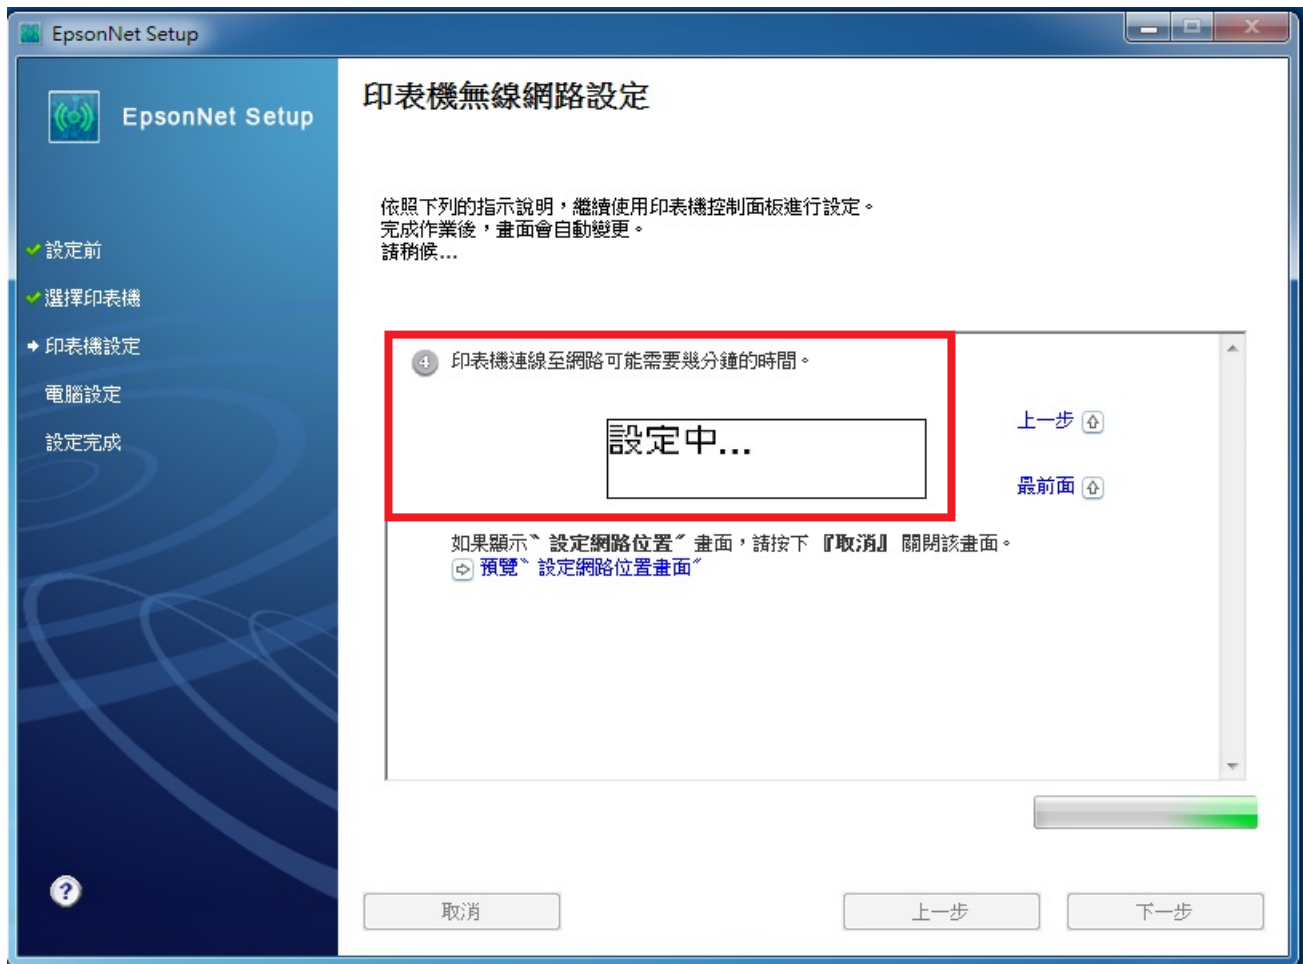 EpsonNet Setup
EpsonNet Setup
設定前
選擇印表機
印表機設定
電腦設定
設定完成
印表機無線網路設定
依照下列的指示說明，繼續使用印表機控制面板進行設定。
完成作業後，畫面會自動變更。
請稍候...
4 印表機連線至網路可能需要幾分鐘的時間。
設定中...
上一步
最前面
如果顯示〝設定網路位置〞畫面，請按下『取消』關閉該畫面。
預覽〝設定網路位置畫面〞
取消
上一步
下一步